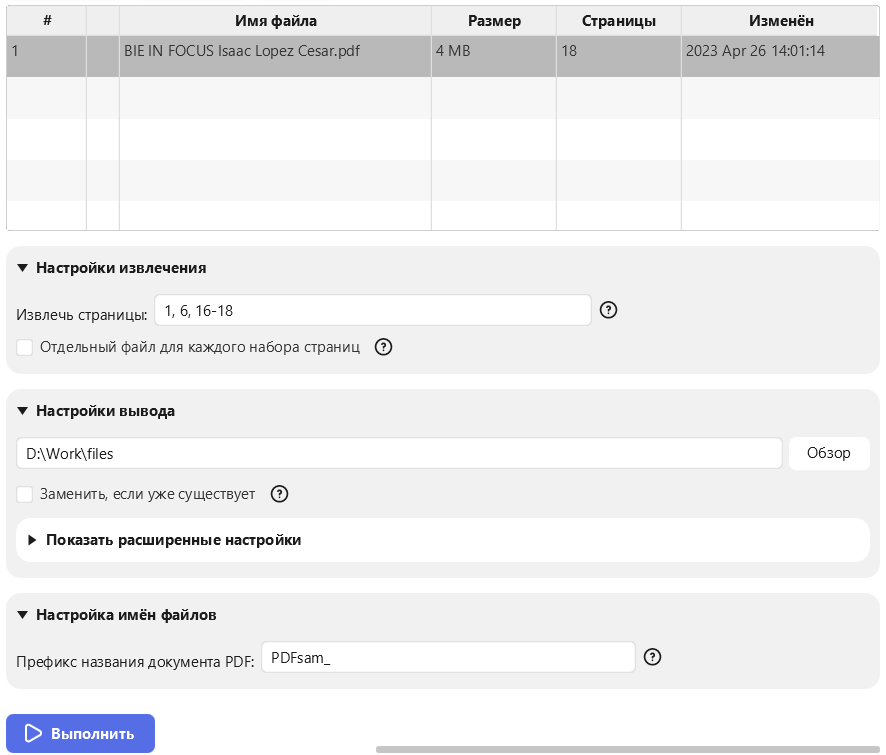 # Имя файла Размер Страницы Изменён
1 BIE IN FOCUS Isaac Lopez Cesar.pdf 4 MB 18 2023 Apr 26 14:01:14
Настройки извлечения
Извлечь страницы: 1, 6, 16-18 ?
Отдельный файл для каждого набора страниц ?
Настройки вывода
D:\Work\files Обзор
Заменить, если уже существует ?
Показать расширенные настройки
Настройка имён файлов
Префикс названия документа PDF: PDFsam_ ?
Выполнить